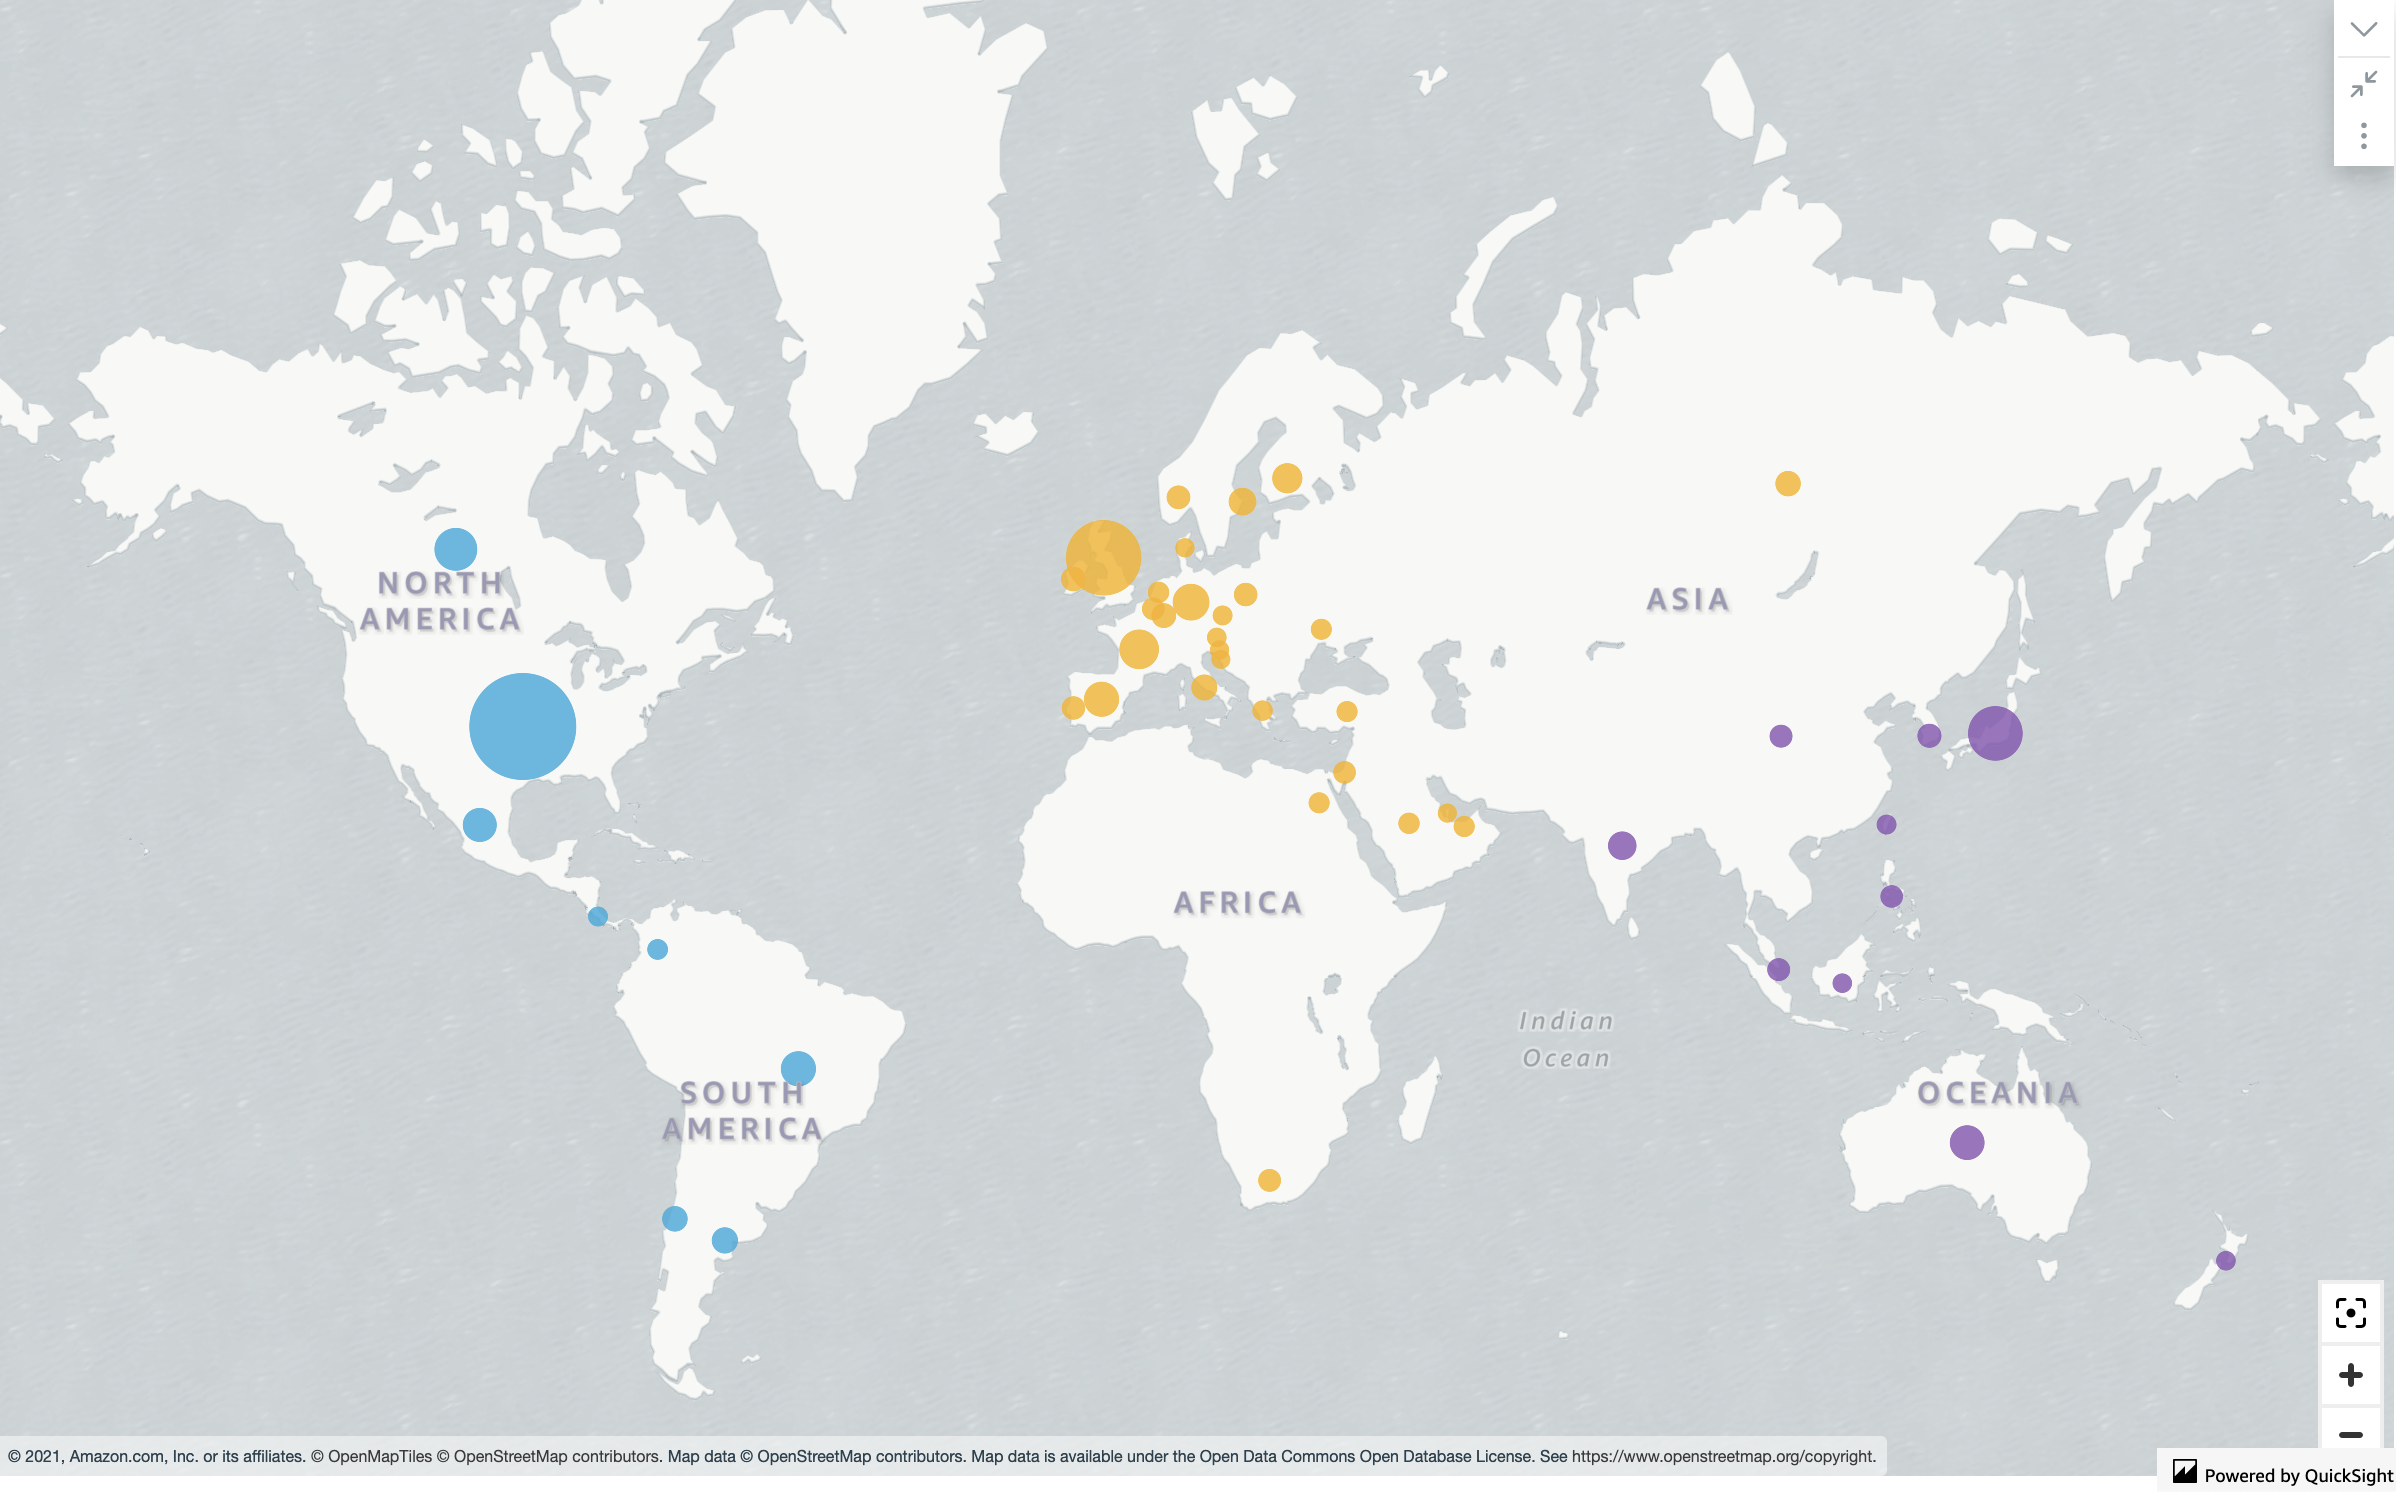 NORTH
AMERICA
ASIA
AFRICA
Indian
Ocean
SOUTH
AMERICA
OCEANIA
© 2021, Amazon.com, Inc. or its affiliates. © OpenMapTiles © OpenStreetMap contributors. Map data © OpenStreetMap contributors. Map data is available under the Open Data Commons Open Database License. See https://www.openstreetmap.org/copyright.
Powered by QuickSight